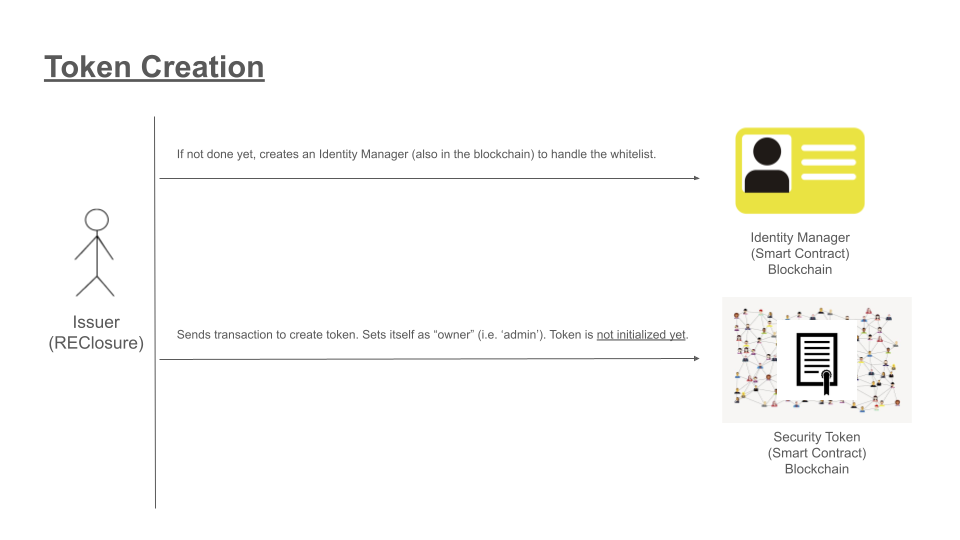 Token Creation
If not done yet, creates an Identity Manager (also in the blockchain) to handle the whitelist.
Identity Manager
(Smart Contract)
Blockchain
Issuer
(REClosure)
Sends transaction to create token. Sets itself as “owner” (i.e. ‘admin’). Token is not initialized yet.
Security Token
(Smart Contract)
Blockchain